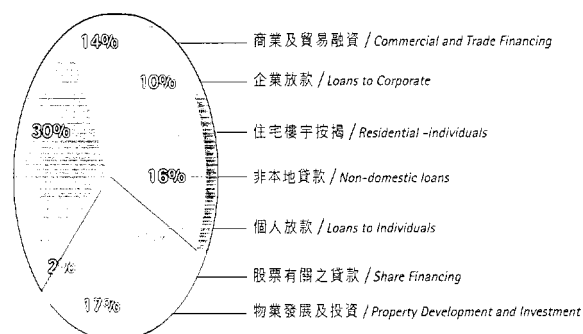 14%
10%
30%
16%
2%
17%
商業及貿易融資 / Commercial and Trade Financing
企業放款 / Loans to Corporate
住宅樓宇按揭 / Residential –individuals
非本地貸款 / Non-domestic loans
個人放款 / Loans to Individuals
股票有關之貸款 / Share Financing
物業發展及投資 / Property Development and Investment